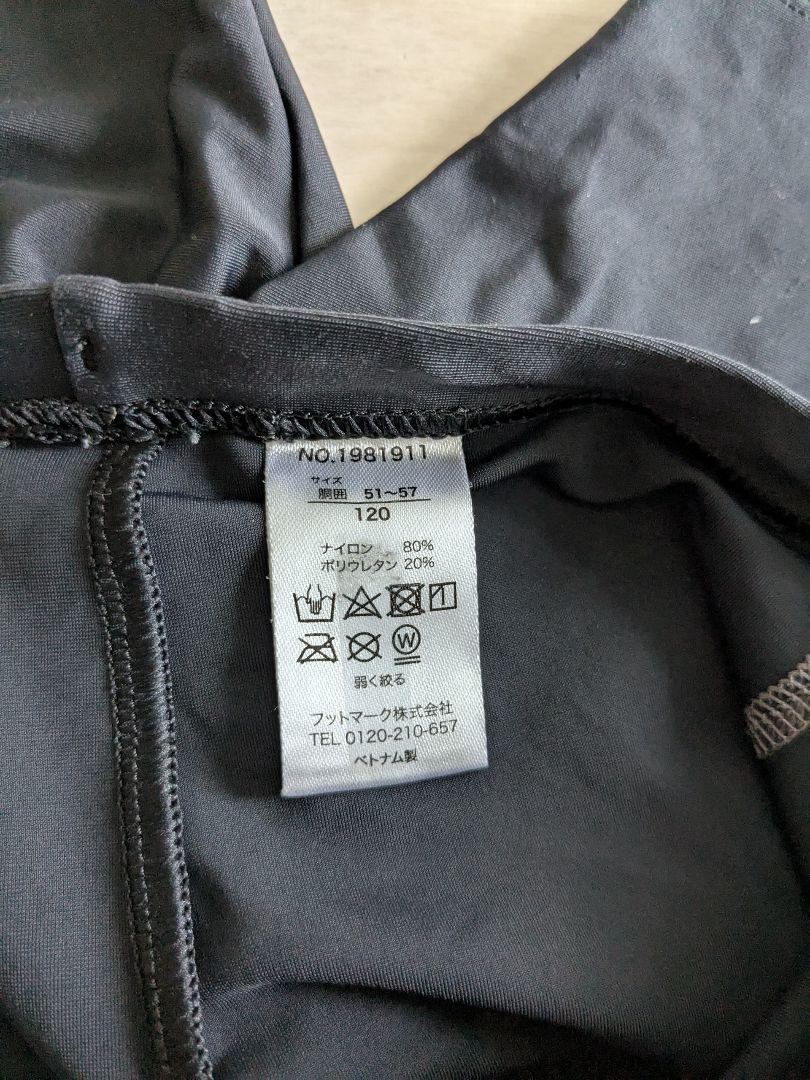 NO.1981911
サイズ
胴囲 51～57
120
ナイロン 80%
ポリウレタン 20%
W
弱く絞る
フットマーク株式会社
TEL 0120-210-657
ベトナム製